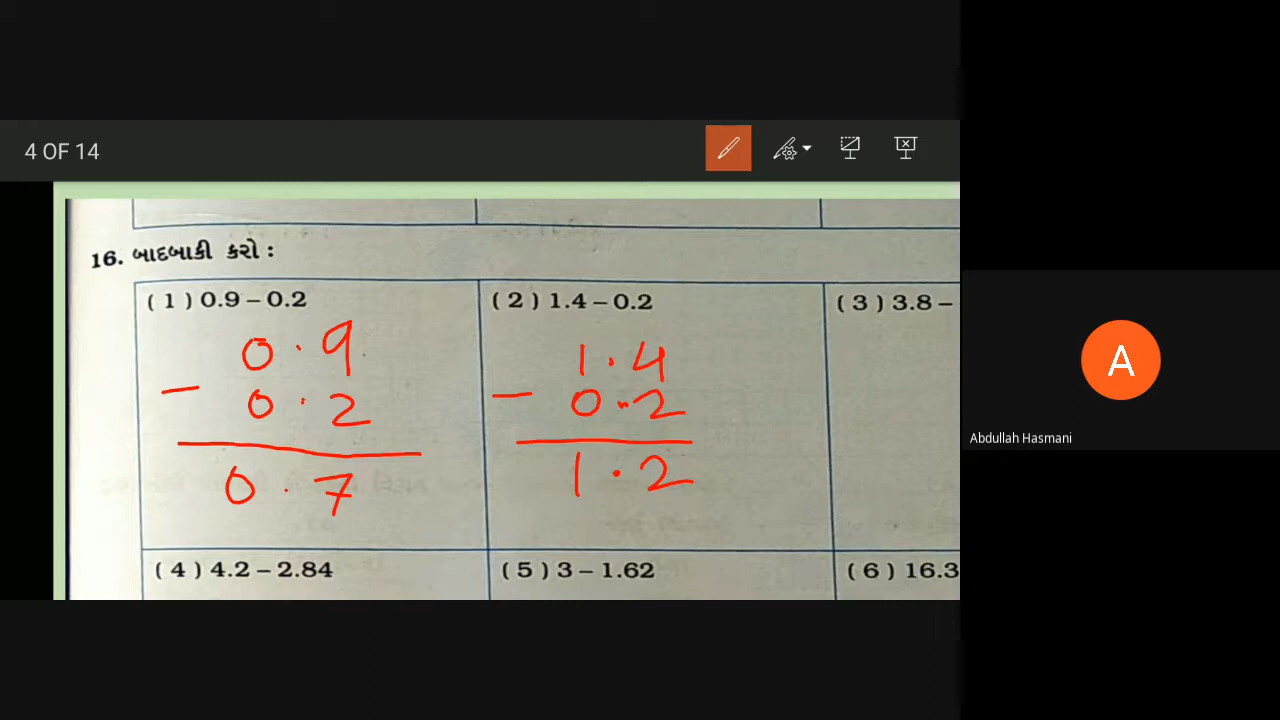 4 OF 14
16. બાદબાકી કરો :
( 1 ) 0.9 – 0.2
0.9
– 0.2
0.7
( 2 ) 1.4 – 0.2
1.4
– 0.2
1.2
( 3 ) 3.8 –
( 4 ) 4.2 – 2.84
( 5 ) 3 – 1.62
( 6 ) 16.3
A
Abdullah Hasmani